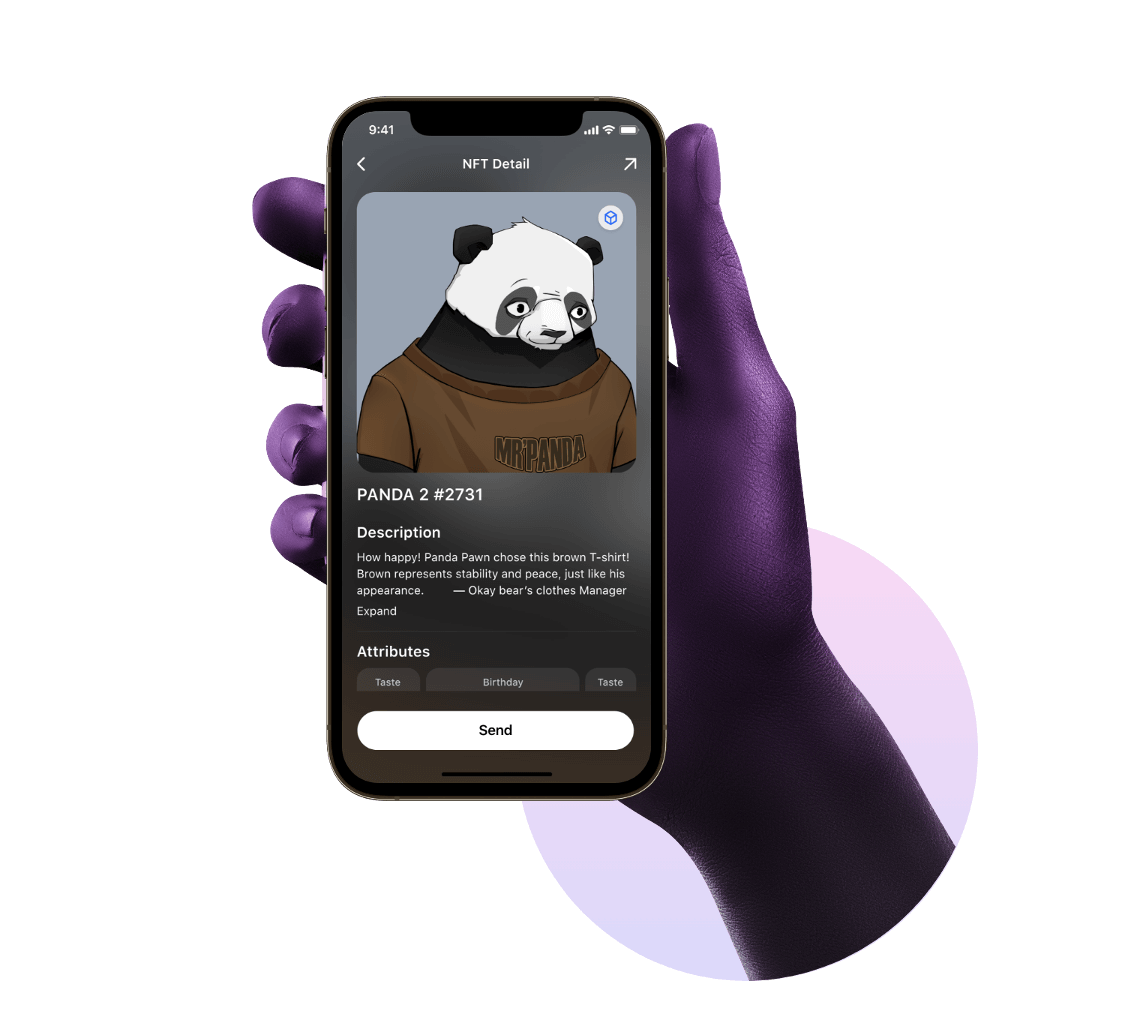 9:41
NFT Detail
MR PANDA
PANDA 2 #2731
Description
How happy! Panda Pawn chose this brown T-shirt!
Brown represents stability and peace, just like his
appearance. — Okay bear's clothes Manager
Expand
Attributes
Taste Birthday Taste
Send